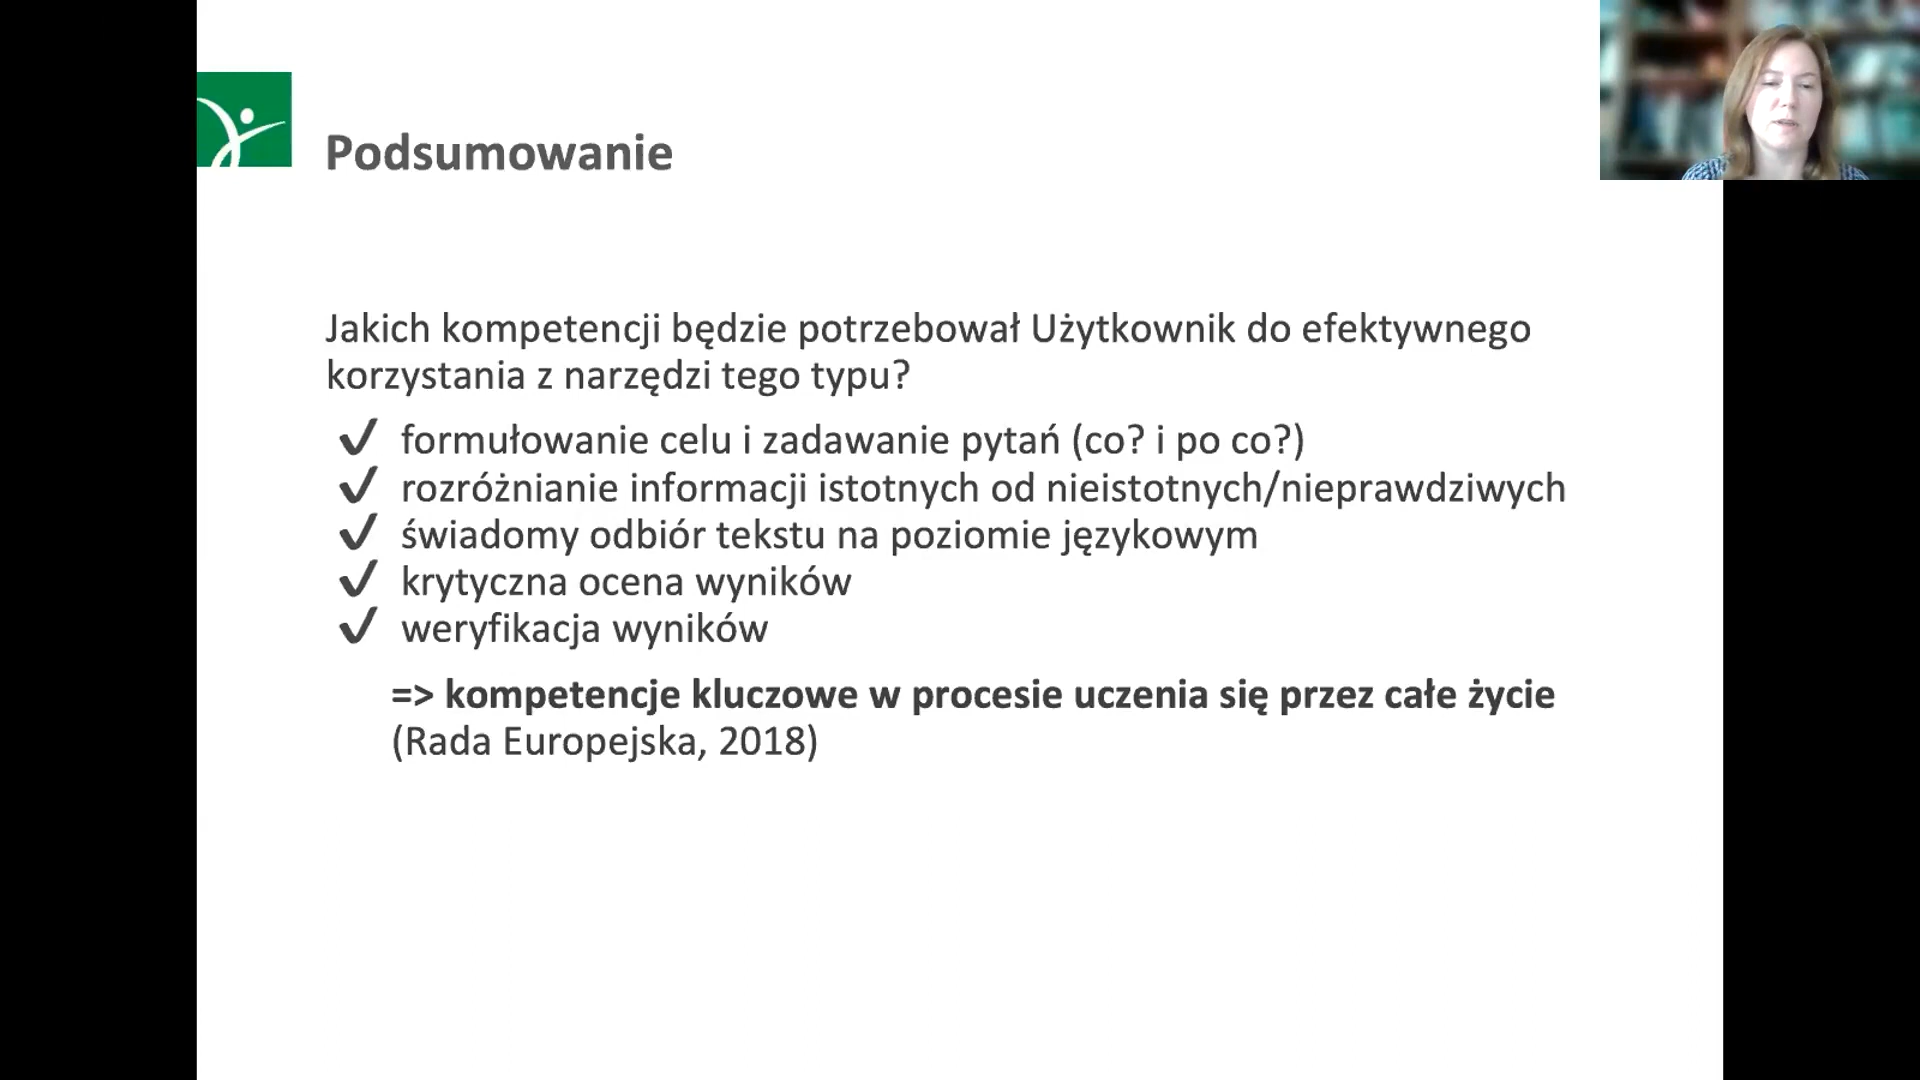 Podsumowanie
Jakich kompetencji będzie potrzebował Użytkownik do efektywnego
korzystania z narzędzi tego typu?
✔ formułowanie celu i zadawanie pytań (co? i po co?)
✔ rozróżnianie informacji istotnych od nieistotnych/nieprawdziwych
✔ świadomy odbiór tekstu na poziomie językowym
✔ krytyczna ocena wyników
✔ weryfikacja wyników
=> kompetencje kluczowe w procesie uczenia się przez całe życie
(Rada Europejska, 2018)